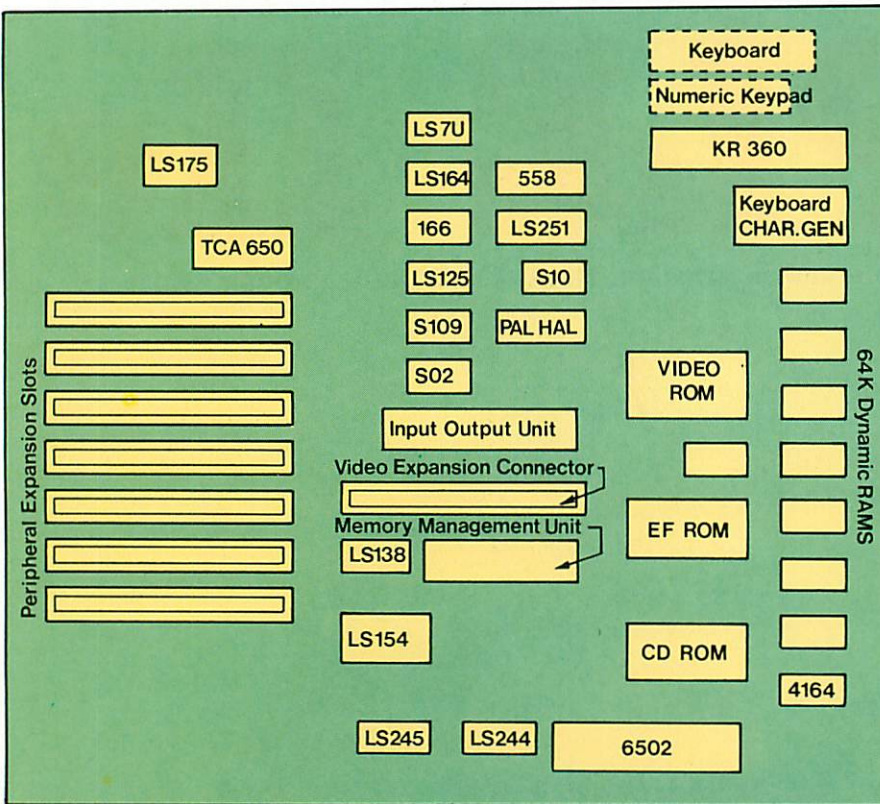 Keyboard
Numeric Keypad
KR 360
Keyboard
CHAR.GEN
LS7U
LS175
LS164
558
166
LS251
TCA 650
LS125
S10
S109
PAL HAL
S02
VIDEO
ROM
Input Output Unit
Video Expansion Connector
Memory Management Unit
LS138
EF ROM
LS154
CD ROM
4164
LS245
LS244
6502
Peripheral Expansion Slots
64K Dynamic RAMS